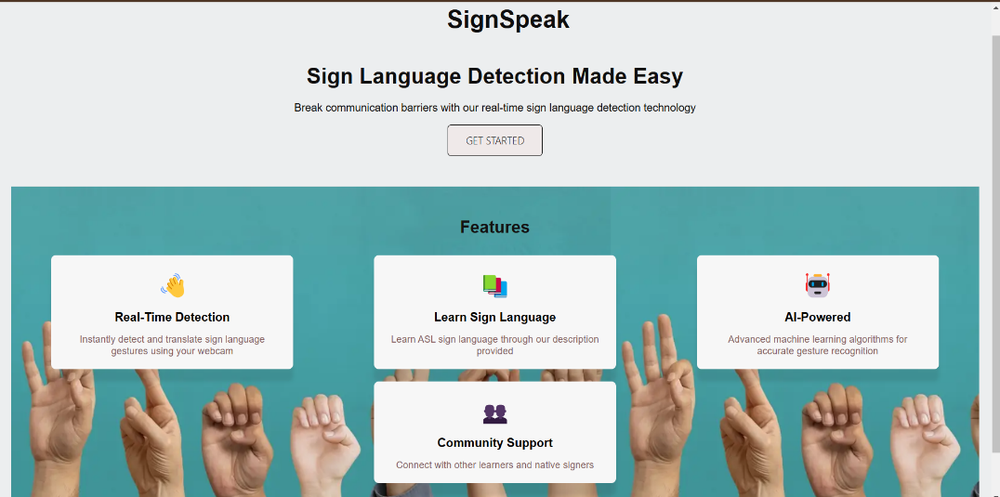 SignSpeak
Sign Language Detection Made Easy
Break communication barriers with our real-time sign language detection technology
GET STARTED
Features
Real-Time Detection
Instantly detect and translate sign language
gestures using your webcam
Learn Sign Language
Learn ASL sign language through our description
provided
AI-Powered
Advanced machine learning algorithms for
accurate gesture recognition
Community Support
Connect with other learners and native signers